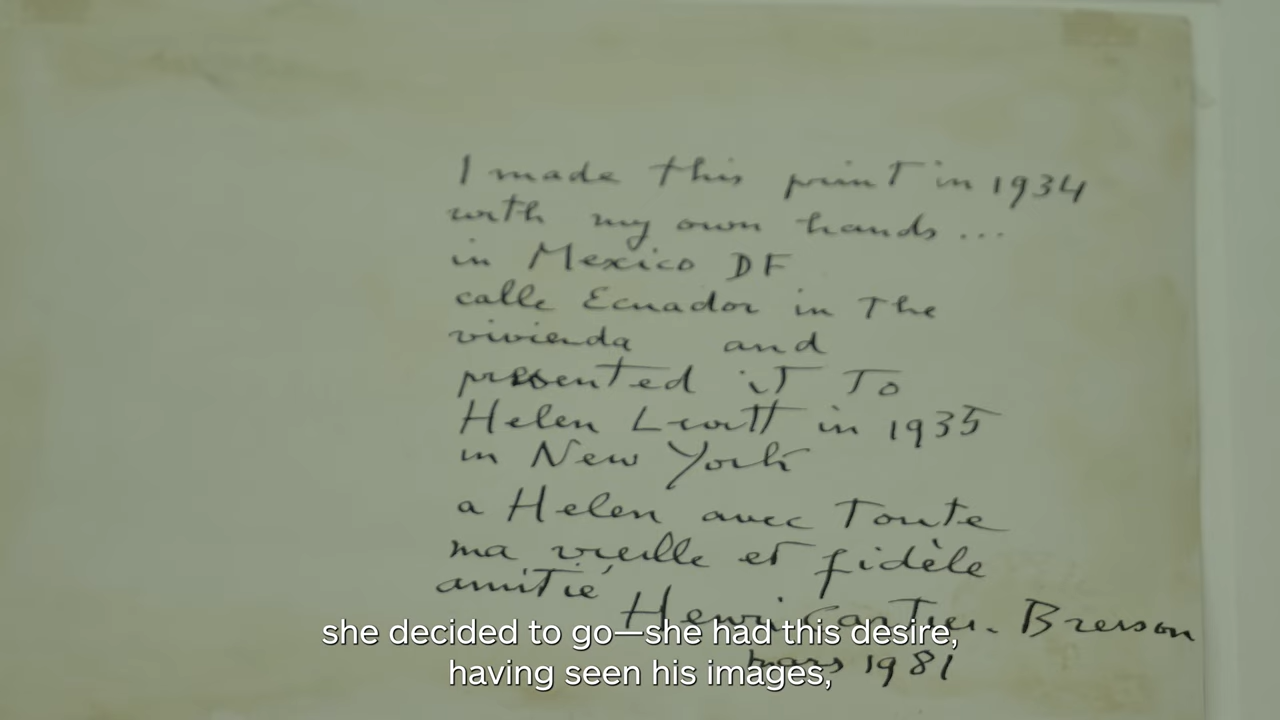 I made this print in 1934
with my own hands...
in Mexico DF
calle Ecuador in the
vivienda and
presented it to
Helen Levitt in 1935
in New York
a Helen avec toute
ma vieille et fidèle
amitié
Henri Cartier-Bresson
she decided to go—she had this desire,
mars 1981
having seen his images,